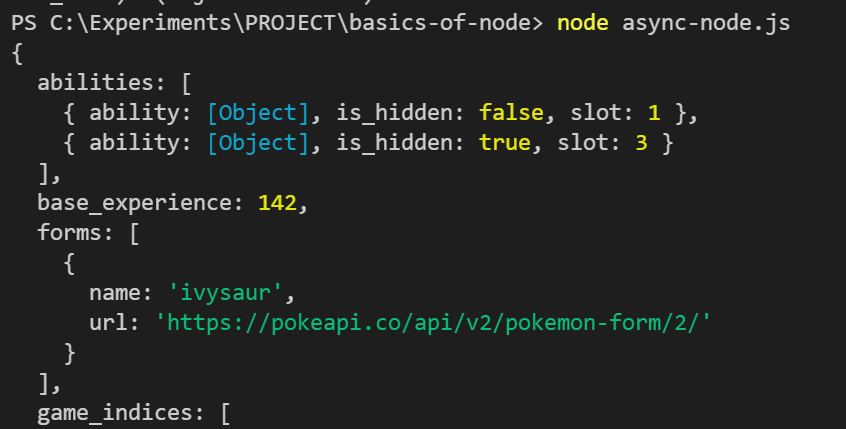 PS C:\Experiments\PROJECT\basics-of-node> node async-node.js
{
  abilities: [
    { ability: [Object], is_hidden: false, slot: 1 },
    { ability: [Object], is_hidden: true, slot: 3 }
  ],
  base_experience: 142,
  forms: [
    {
      name: 'ivysaur',
      url: 'https://pokeapi.co/api/v2/pokemon-form/2/'
    }
  ],
  game_indices: [